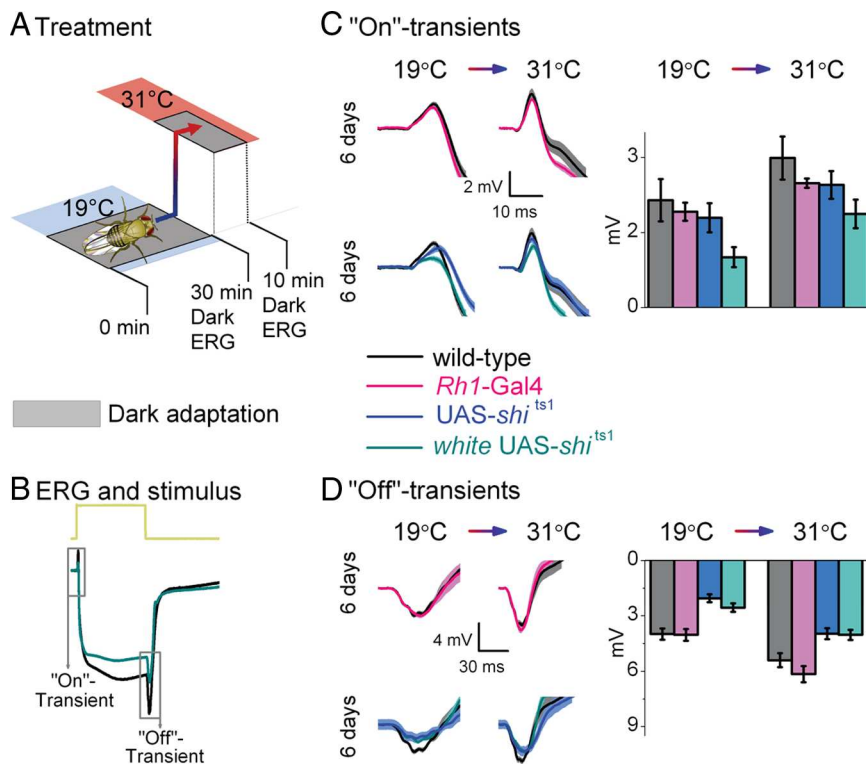 A Treatment
31°C
19°C
0 min
30 min
Dark
ERG
10 min
Dark
ERG
Dark adaptation
B ERG and stimulus
"On"-
Transient
"Off"-
Transient
C "On"-transients
19°C 31°C
6 days
2 mV
10 ms
6 days
19°C 31°C
mV
3
2
0
wild-type
Rh1-Gal4
UAS-shi ts1
white UAS-shi ts1
D "Off"-transients
19°C 31°C
6 days
4 mV
30 ms
6 days
19°C 31°C
mV
0
3
6
9